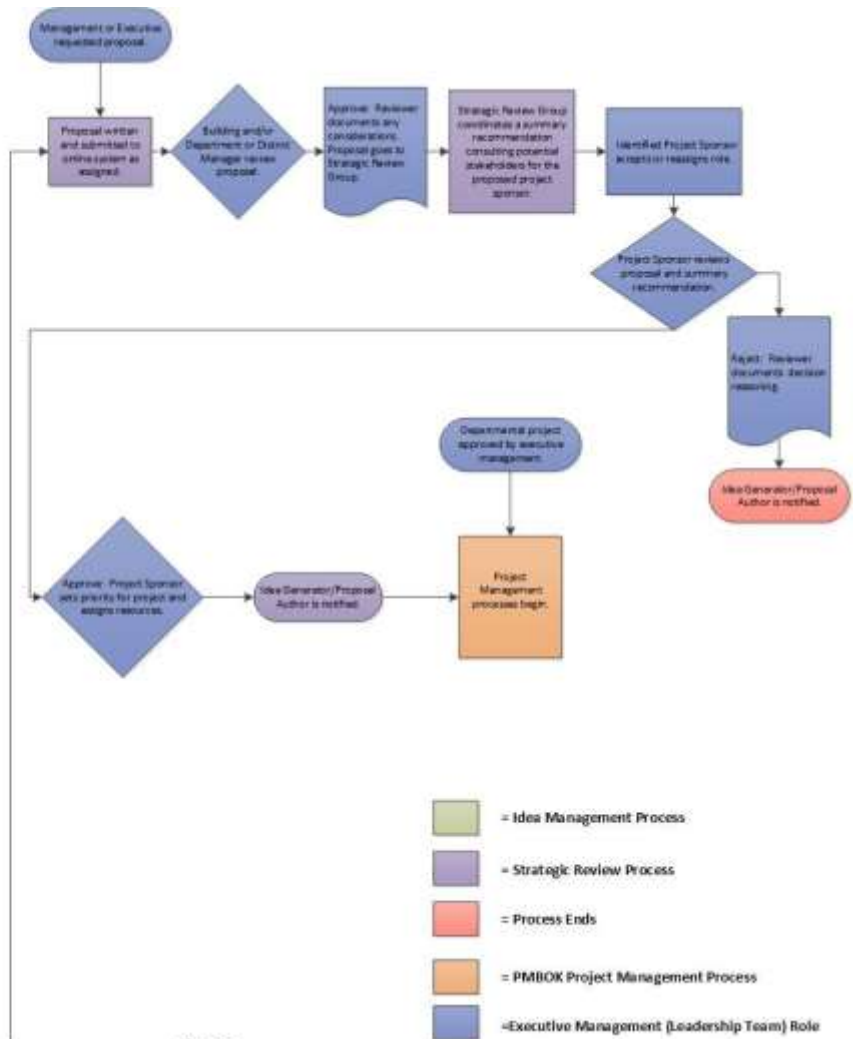 Management or Executive
requested proposal.
Proposal written
and submitted to
online system as
assigned.
Building and/or
Department or District
Manager review
proposal.
Approve: Reviewer
documents any
considerations.
Proposal goes to
Strategic Review
Group.
Strategic Review Group
coordinates a summary
recommendation
consulting potential
stakeholders for the
proposed project
sponsor.
Identified Project Sponsor
accepts or reassigns role.
Project Sponsor reviews
proposal and summary
recommendation.
Reject: Reviewer
documents decision
reasoning.
Idea Generator/Proposal
Author is notified.
Departmental project
approved by executive
management.
Approve: Project Sponsor
sets priority for project and
assigns resources.
Idea Generator/Proposal
Author is notified.
Project
Management
processes begin.
= Idea Management Process
= Strategic Review Process
= Process Ends
= PMBOK Project Management Process
=Executive Management (Leadership Team) Role